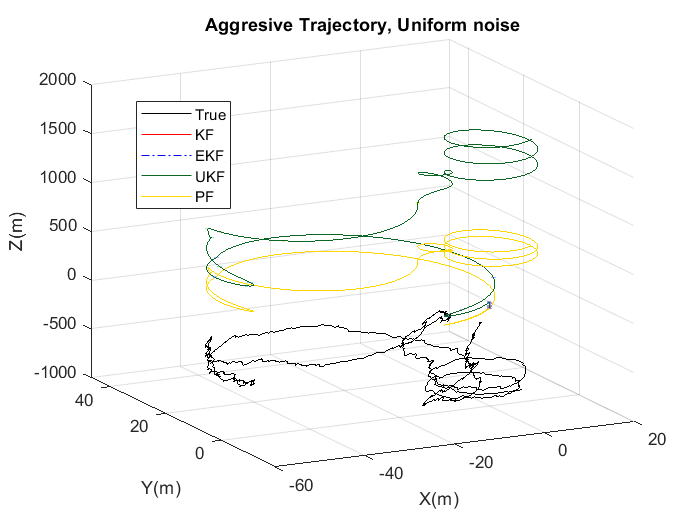 Aggresive Trajectory, Uniform noise
2000
1500
1000
500
0
-500
-1000
True
KF
EKF
UKF
PF
Z(m)
40
20
0
Y(m)
-60
-40
-20
0
20
X(m)